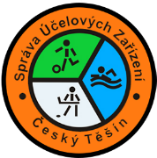 Správa Účelových Zařízení
Český Těšín